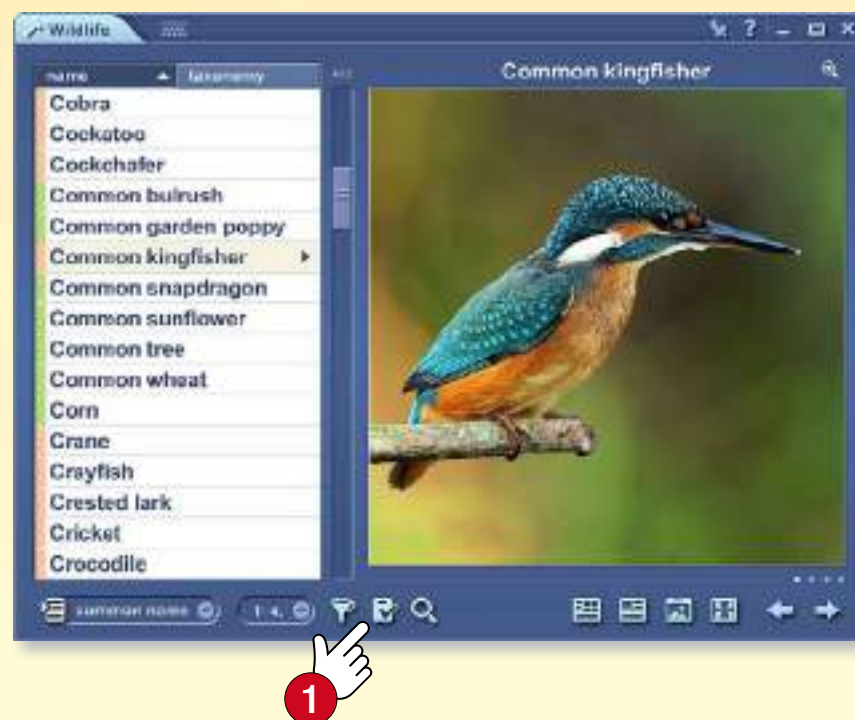 Wildlife
?
name taxonomy
Common kingfisher
Cobra
Cockatoo
Cockchafer
Common bulrush
Common garden poppy
Common kingfisher
Common snapdragon
Common sunflower
Common tree
Common wheat
Corn
Crane
Crayfish
Crested lark
Cricket
Crocodile
common name
1